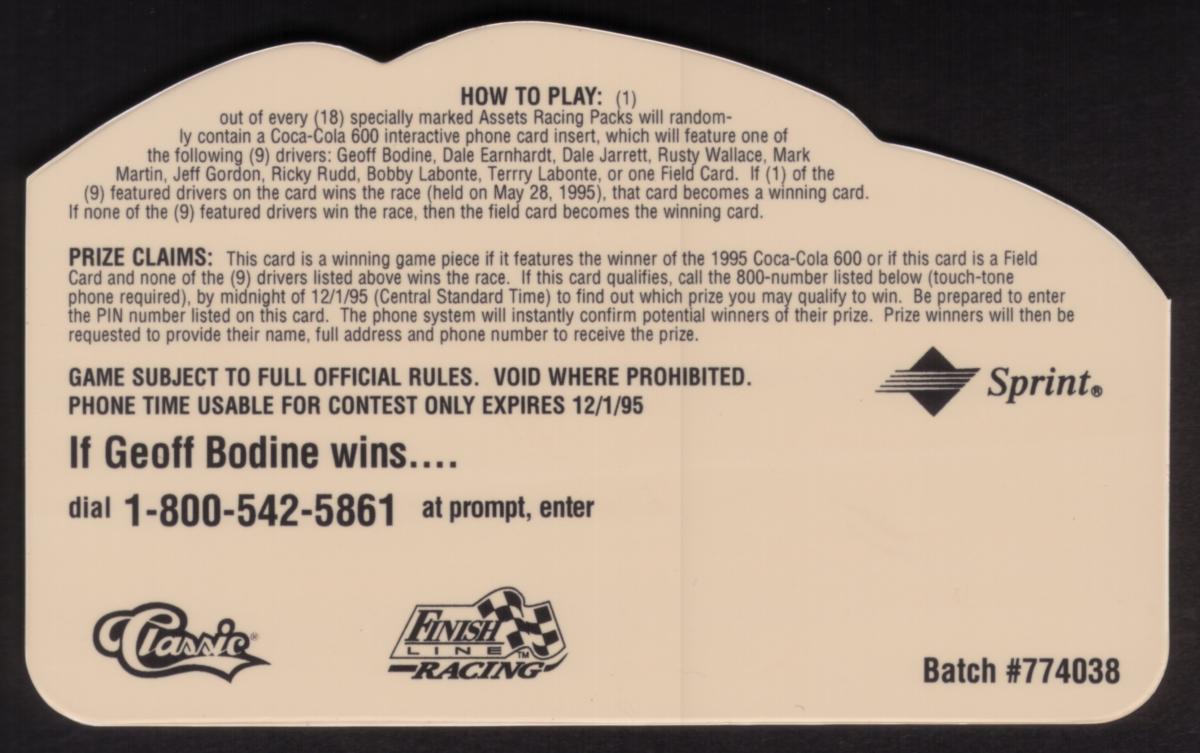 HOW TO PLAY: (1)
out of every (18) specially marked Assets Racing Packs will random-
ly contain a Coca-Cola 600 interactive phone card insert, which will feature one of
the following (9) drivers: Geoff Bodine, Dale Earnhardt, Dale Jarrett, Rusty Wallace, Mark
Martin, Jeff Gordon, Ricky Rudd, Bobby Labonte, Terrry Labonte, or one Field Card. If (1) of the
(9) featured drivers on the card wins the race (held on May 28, 1995), that card becomes a winning card.
If none of the (9) featured drivers win the race, then the field card becomes the winning card.
PRIZE CLAIMS: This card is a winning game piece if it features the winner of the 1995 Coca-Cola 600 or if this card is a Field
Card and none of the (9) drivers listed above wins the race. If this card qualifies, call the 800-number listed below (touch-tone
phone required), by midnight of 12/1/95 (Central Standard Time) to find out which prize you may qualify to win. Be prepared to enter
the PIN number listed on this card. The phone system will instantly confirm potential winners of their prize. Prize winners will then be
requested to provide their name, full address and phone number to receive the prize.
GAME SUBJECT TO FULL OFFICIAL RULES. VOID WHERE PROHIBITED.
PHONE TIME USABLE FOR CONTEST ONLY EXPIRES 12/1/95
Sprint®
If Geoff Bodine wins....
dial 1-800-542-5861 at prompt, enter
Classic®
FINISH
LINE™
RACING
Batch #774038